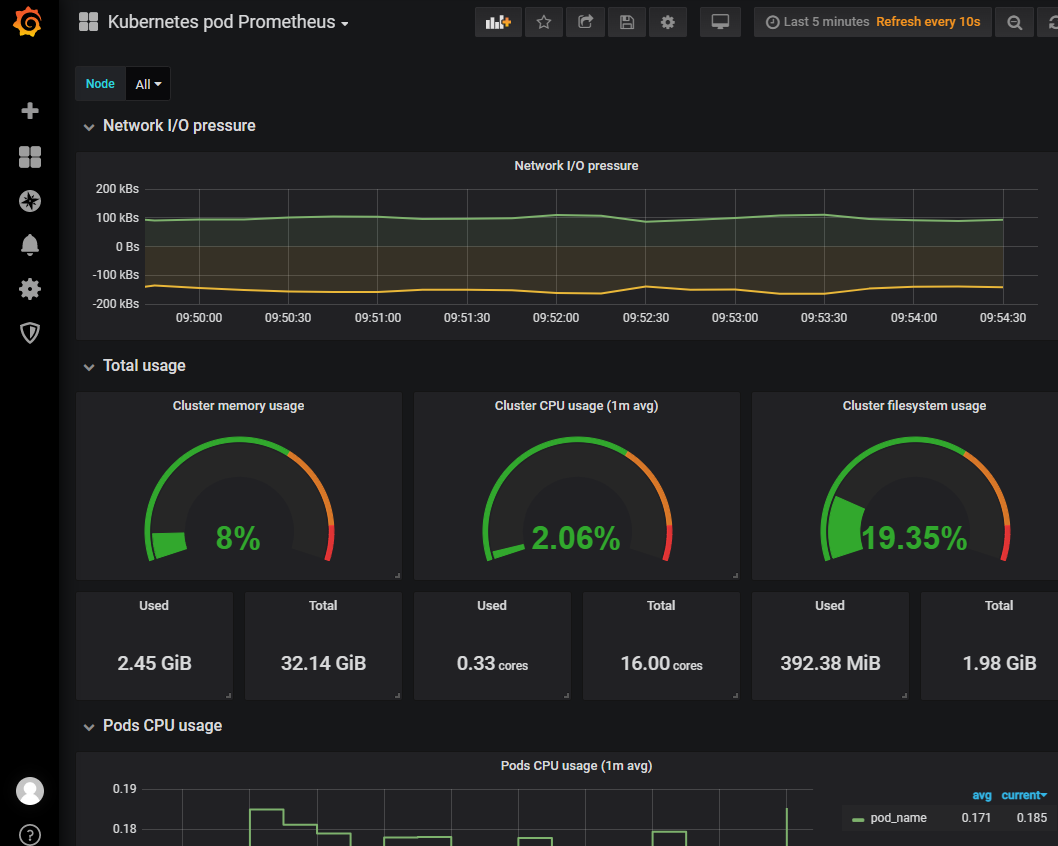 Kubernetes pod Prometheus
Last 5 minutes Refresh every 10s
Node All
Network I/O pressure
Network I/O pressure
200 kBs
100 kBs
0 Bs
-100 kBs
-200 kBs
09:50:00 09:50:30 09:51:00 09:51:30 09:52:00 09:52:30 09:53:00 09:53:30 09:54:00 09:54:30
Total usage
Cluster memory usage
8%
Cluster CPU usage (1m avg)
2.06%
Cluster filesystem usage
19.35%
Used
2.45 GiB
Total
32.14 GiB
Used
0.33 cores
Total
16.00 cores
Used
392.38 MiB
Total
1.98 GiB
Pods CPU usage
Pods CPU usage (1m avg)
0.19
0.18
avg current
pod_name 0.171 0.185
?